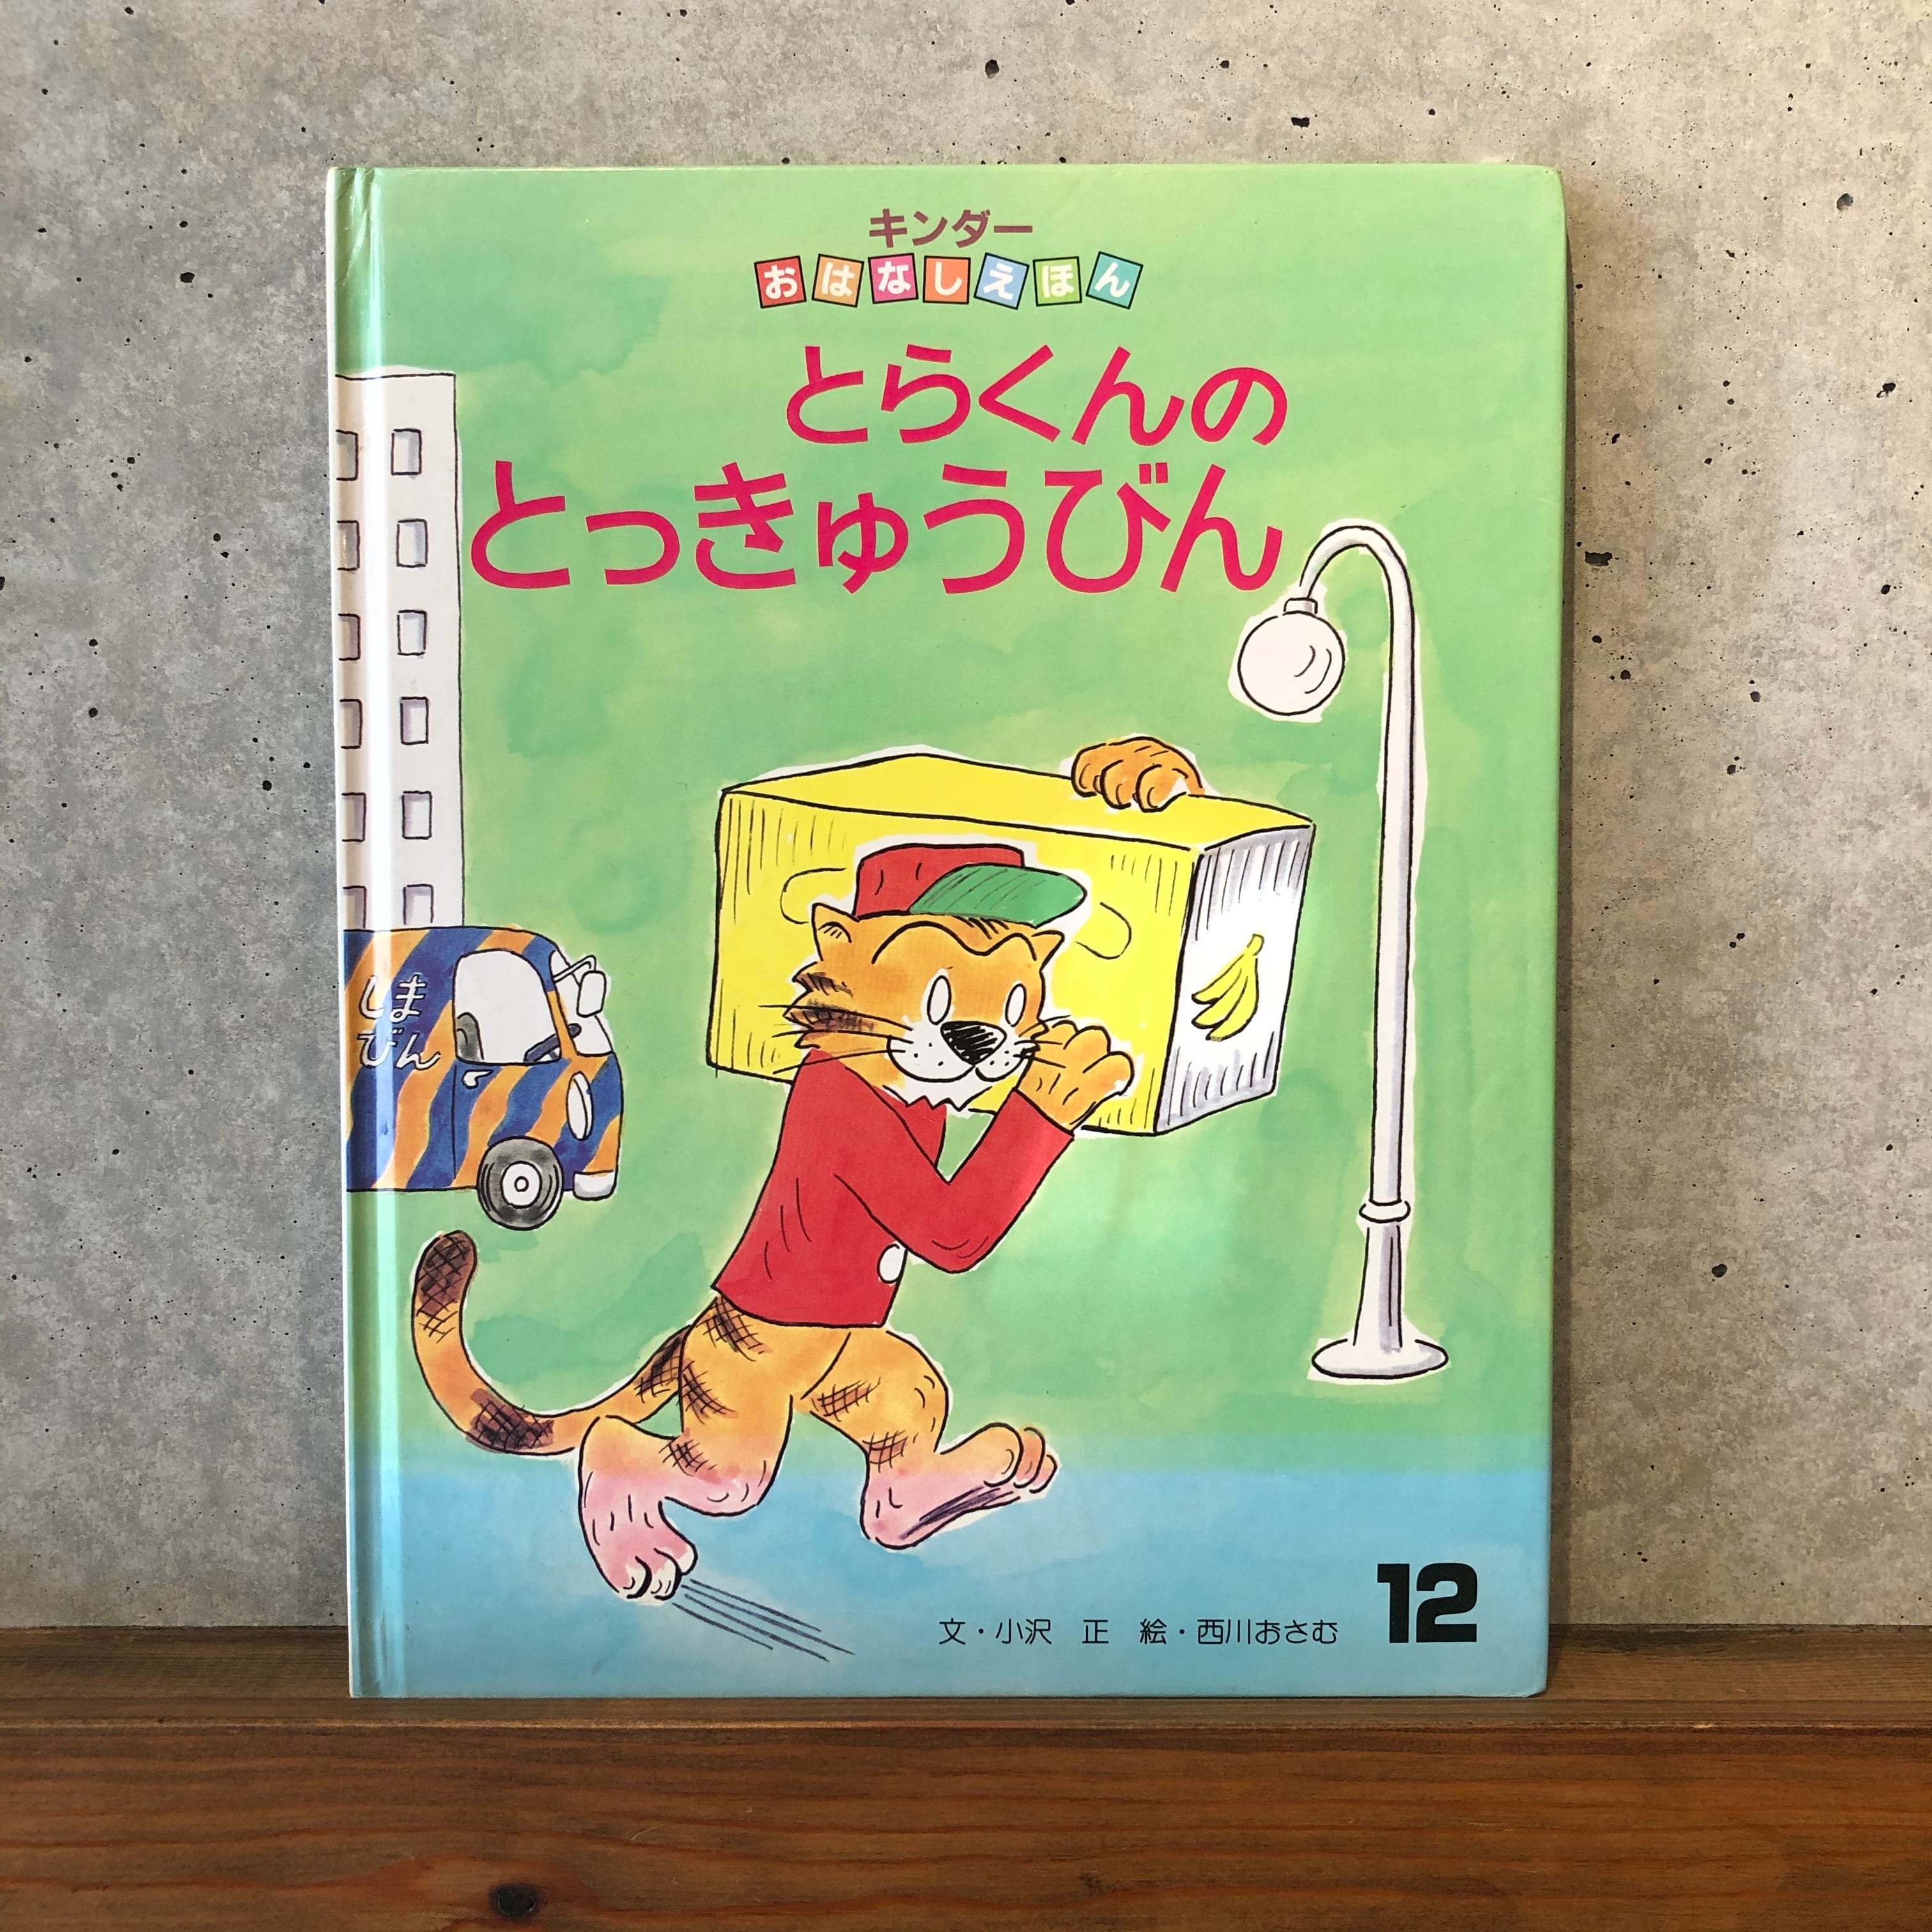 キンダー
おはなしえほん
とらくんの
とっきゅうびん
しま
びん
文・小沢 正 絵・西川おさむ
12